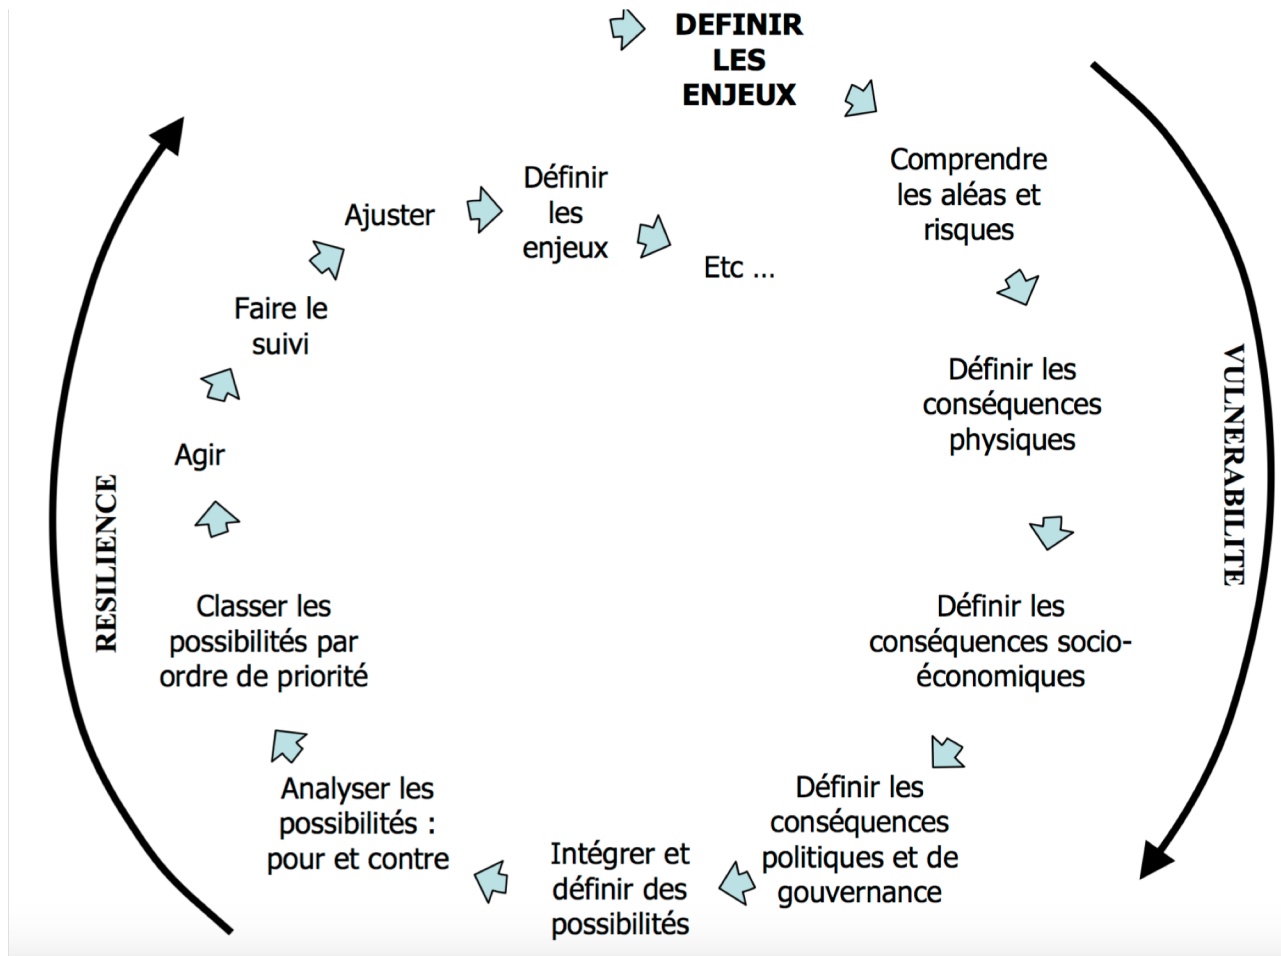 DEFINIR
LES
ENJEUX
Comprendre
les aléas et
risques
Définir les
conséquences
physiques
Définir les
conséquences socio-
économiques
Définir les
conséquences
politiques et de
gouvernance
Intégrer et
définir des
possibilités
Analyser les
possibilités :
pour et contre
Classer les
possibilités par
ordre de priorité
Agir
Faire le
suivi
Ajuster
Définir
les
enjeux
Etc ...
VULNERABILITE
RESILIENCE